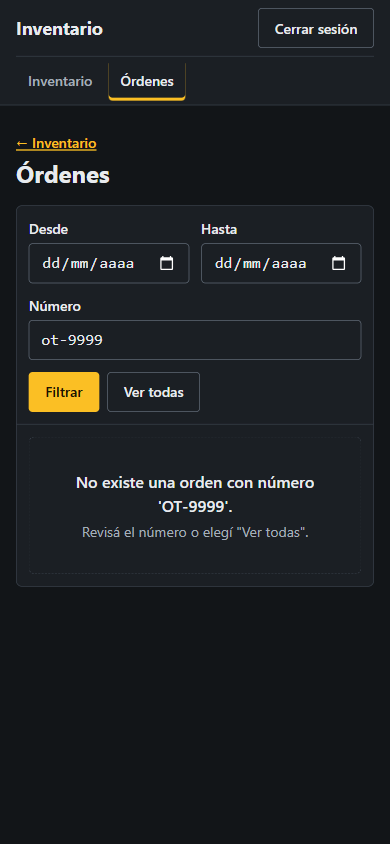 Inventario
Cerrar sesión
Inventario
Órdenes
← Inventario
Órdenes
Desde
Hasta
dd/mm/aaaa
dd/mm/aaaa
Número
ot-9999
Filtrar
Ver todas
No existe una orden con número
'OT-9999'.
Revisá el número o elegí "Ver todas".